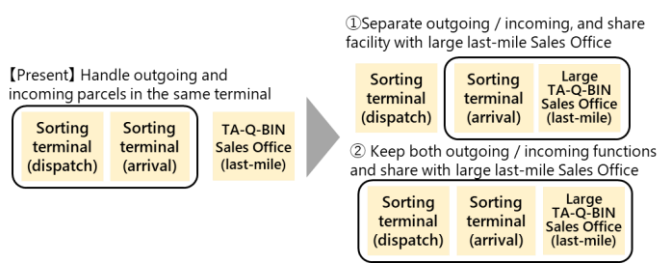 【Present】 Handle outgoing and
incoming parcels in the same terminal
Sorting
terminal
(dispatch)
Sorting
terminal
(arrival)
TA-Q-BIN
Sales Office
(last-mile)
①Separate outgoing / incoming, and share
facility with large last-mile Sales Office
Sorting
terminal
(dispatch)
Sorting
terminal
(arrival)
Large
TA-Q-BIN
Sales Office
(last-mile)
② Keep both outgoing / incoming functions
and share with large last-mile Sales Office
Sorting
terminal
(dispatch)
Sorting
terminal
(arrival)
Large
TA-Q-BIN
Sales Office
(last-mile)